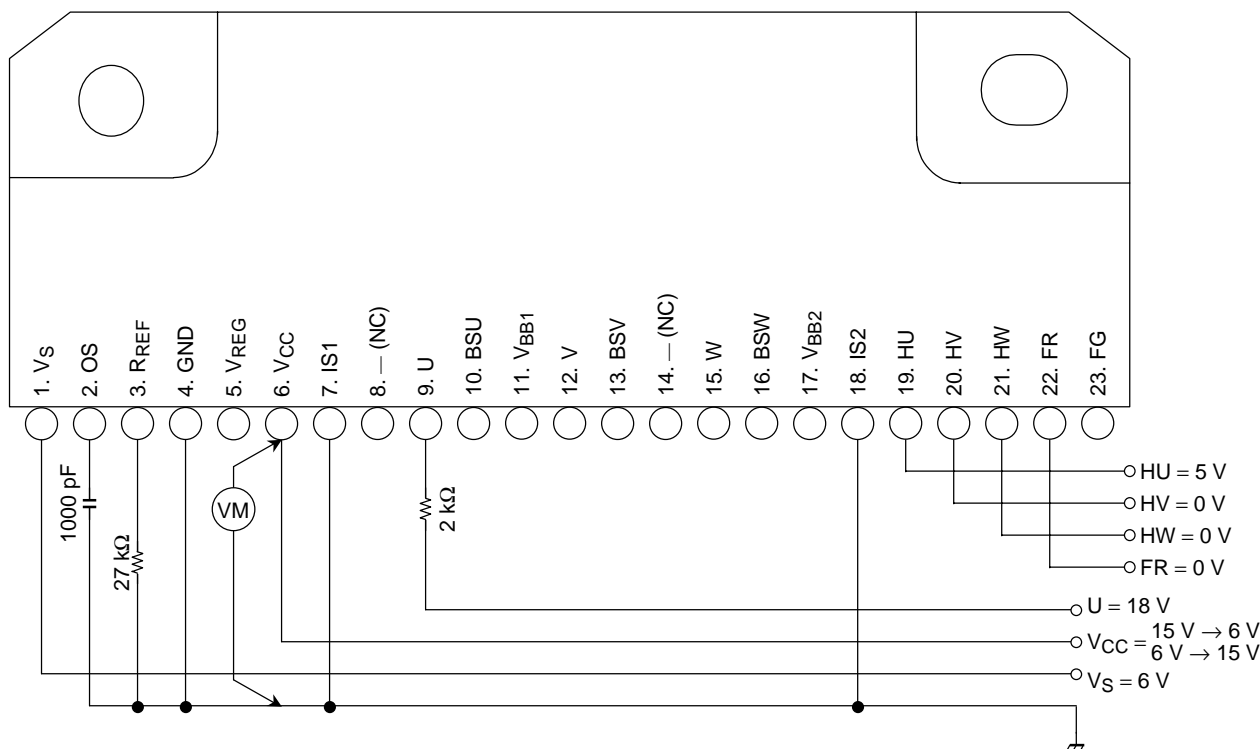 1. VS
2. OS
3. RREF
4. GND
5. VREG
6. VCC
7. IS1
8. — (NC)
9. U
10. BSU
11. VBB1
12. V
13. BSV
14. — (NC)
15. W
16. BSW
17. VBB2
18. IS2
19. HU
20. HV
21. HW
22. FR
23. FG
1000 pF
27 kΩ
VM
2 kΩ
HU = 5 V
HV = 0 V
HW = 0 V
FR = 0 V
U = 18 V
VCC = 15 V → 6 V
6 V → 15 V
VS = 6 V